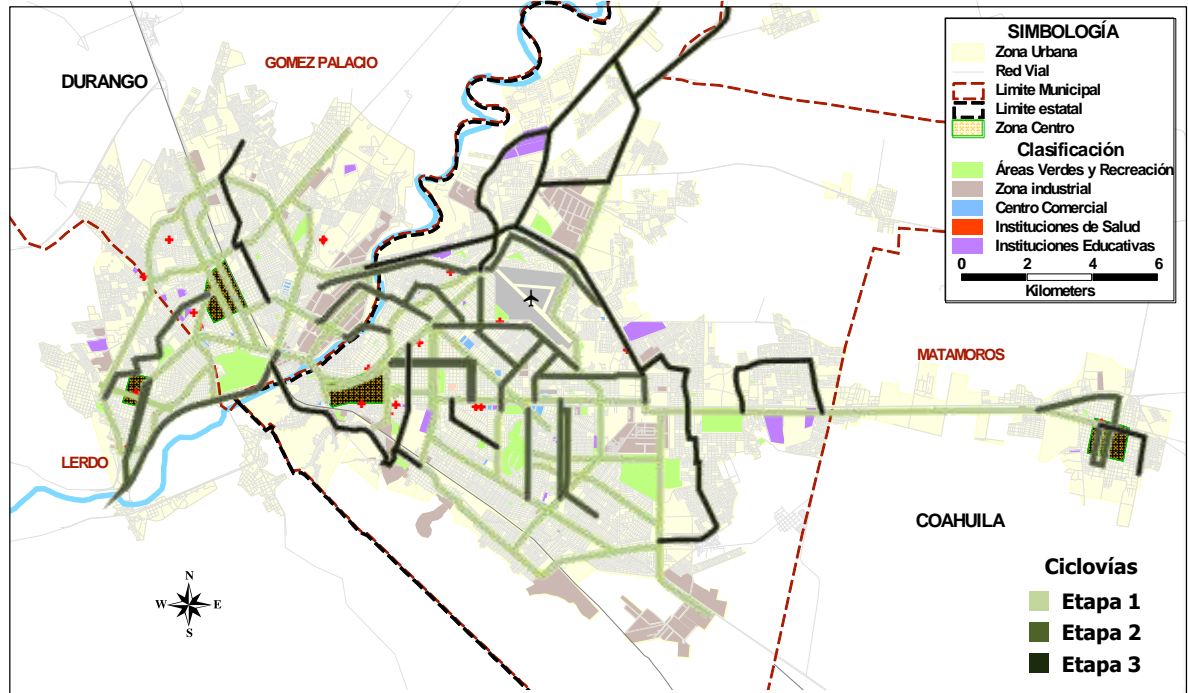 DURANGO
GOMEZ PALACIO
SIMBOLOGÍA
Zona Urbana
Red Vial
Limite Municipal
Limite estatal
Zona Centro
Clasificación
Áreas Verdes y Recreación
Zona industrial
Centro Comercial
Instituciones de Salud
Instituciones Educativas
0 2 4 6
Kilometers
MATAMOROS
LERDO
COAHUILA
N
W E
S
Ciclovías
Etapa 1
Etapa 2
Etapa 3